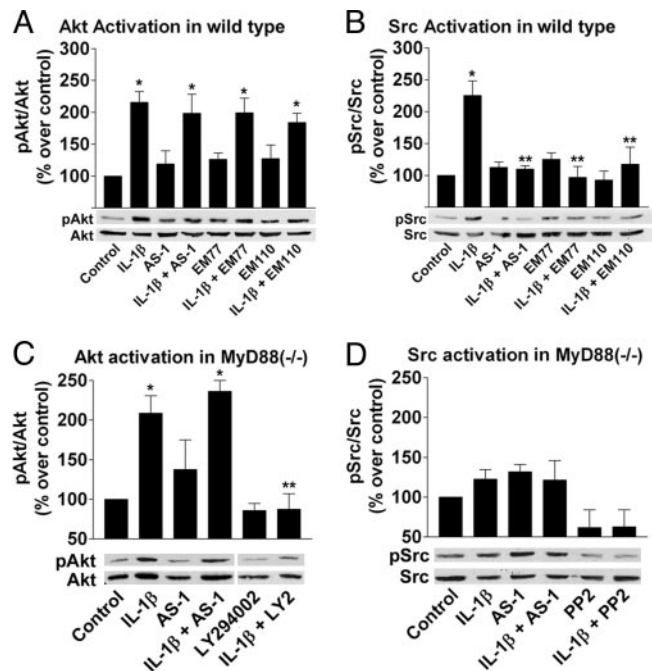 A Akt Activation in wild type
pAkt/Akt
(% over control)
300
250
200
150
100
* * * *
pAkt
Akt
Control
IL-1β
AS-1
IL-1β + AS-1
EM77
IL-1β + EM77
EM110
IL-1β + EM110
B Src Activation in wild type
pSrc/Src
(% over control)
300
250
200
150
100
* ** ** **
pSrc
Src
Control
IL-1β
AS-1
IL-1β + AS-1
EM77
IL-1β + EM77
EM110
IL-1β + EM110
C Akt activation in MyD88(-/-)
pAkt/Akt
(% over control)
250
200
150
100
50
* * **
pAkt
Akt
Control
IL-1β
AS-1
IL-1β + AS-1
LY294002
IL-1β + LY2
D Src activation in MyD88(-/-)
pSrc/Src
(% over control)
250
200
150
100
50
pSrc
Src
Control
IL-1β
AS-1
IL-1β + AS-1
PP2
IL-1β + PP2